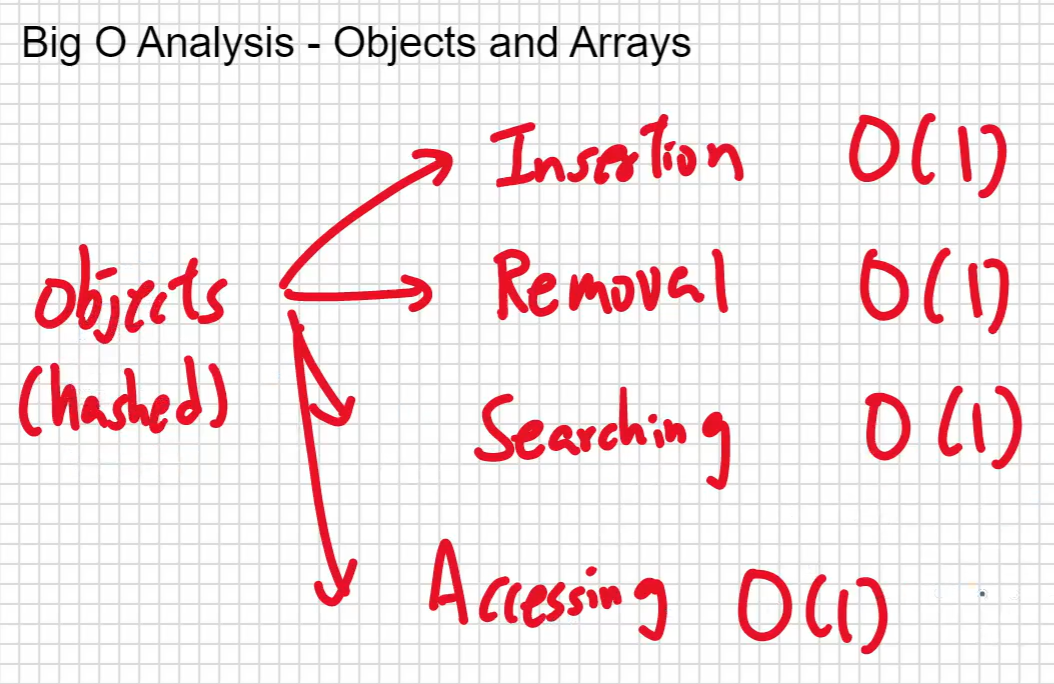 Big O Analysis - Objects and Arrays
Insertion O(1)
Removal O(1)
Objects
(hashed)
Searching O(1)
Accessing O(1)